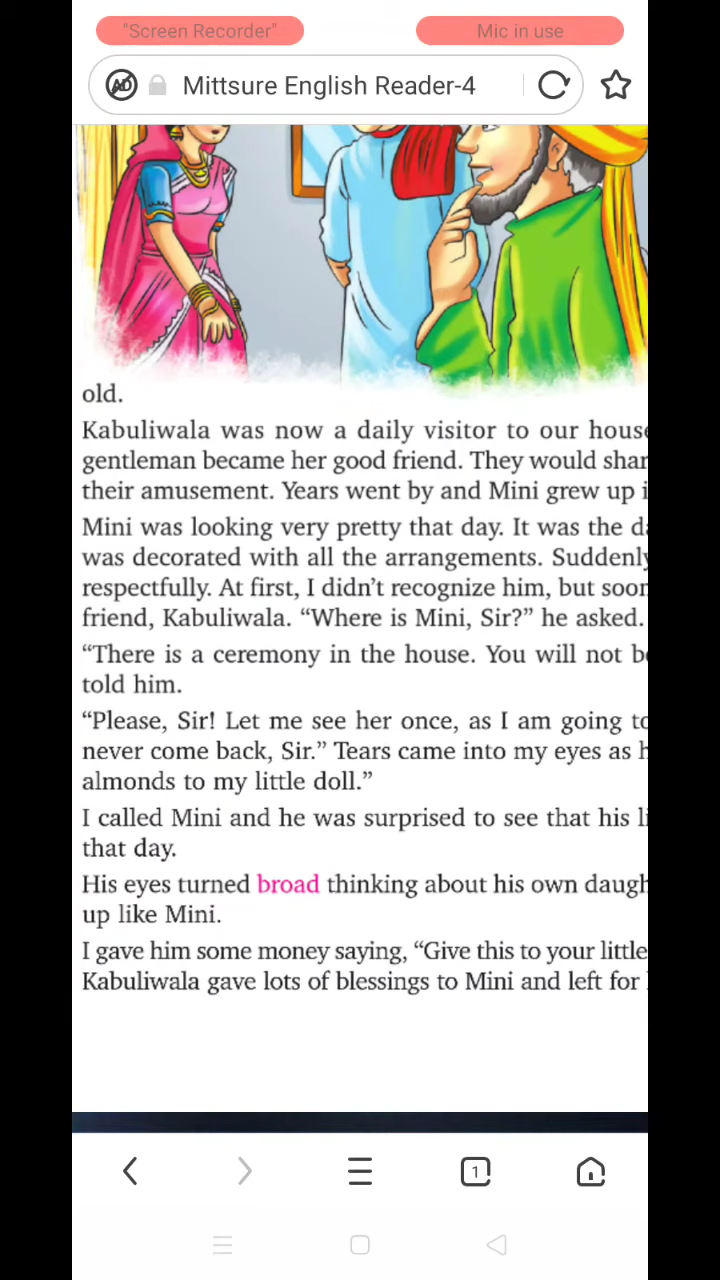 "Screen Recorder"
Mic in use
Mittsure English Reader-4
old.
Kabuliwala was now a daily visitor to our
gentleman became her good friend. They would
their amusement. Years went by and Mini grew up
Mini was looking very pretty that day. It was the
was decorated with all the arrangements.
respectfully. At first, I didn't recognize him, but
friend, Kabuliwala. "Where is Mini, Sir?" he asked.
"There is a ceremony in the house. You will not
told him.
"Please, Sir! Let me see her once, as I am going
never come back, Sir." Tears came into my eyes as
almonds to my little doll."
I called Mini and he was surprised to see that his
that day.
His eyes turned broad thinking about his own
up like Mini.
I gave him some money saying, "Give this to your little
Kabuliwala gave lots of blessings to Mini and left for
1